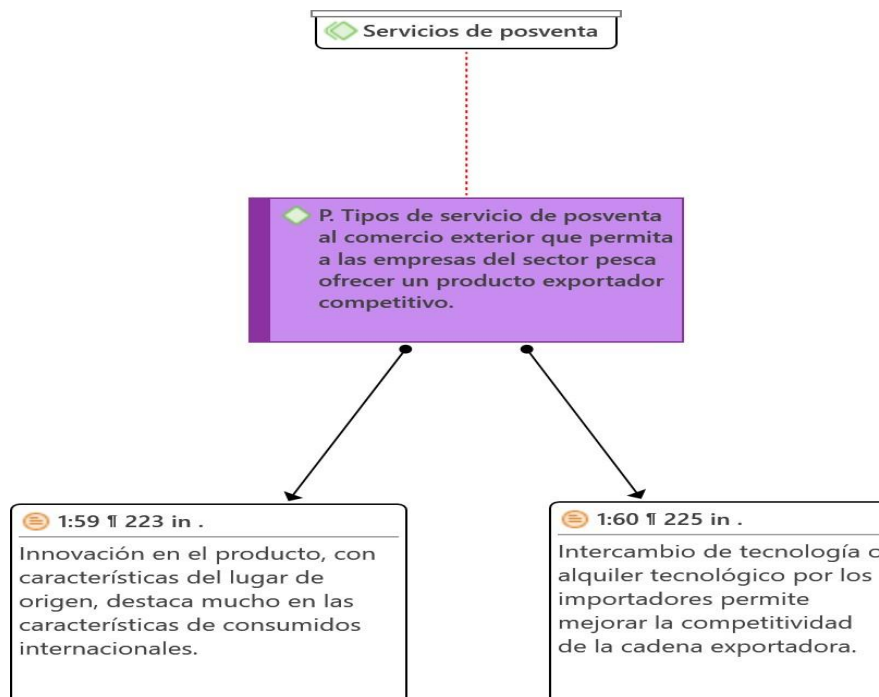 Servicios de posventa
P. Tipos de servicio de posventa
al comercio exterior que permita
a las empresas del sector pesca
ofrecer un producto exportador
competitivo.
1:59 ¶ 223 in .
Innovación en el producto, con
características del lugar de
origen, destaca mucho en las
características de consumidos
internacionales.
1:60 ¶ 225 in .
Intercambio de tecnología o
alquiler tecnológico por los
importadores permite
mejorar la competitividad
de la cadena exportadora.